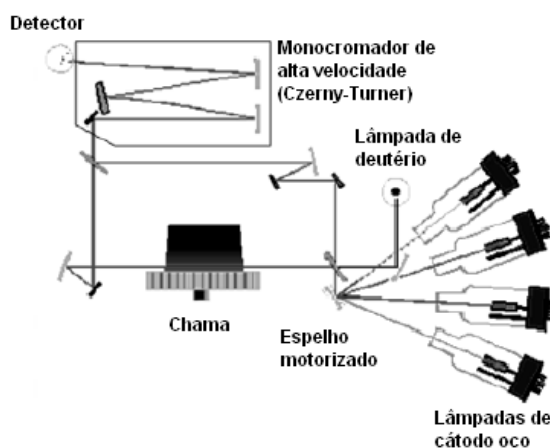 Detector
Monocromador de
alta velocidade
(Czerny-Turner)
Lâmpada de
deutério
Chama
Espelho
motorizado
Lâmpadas de
cátodo oco